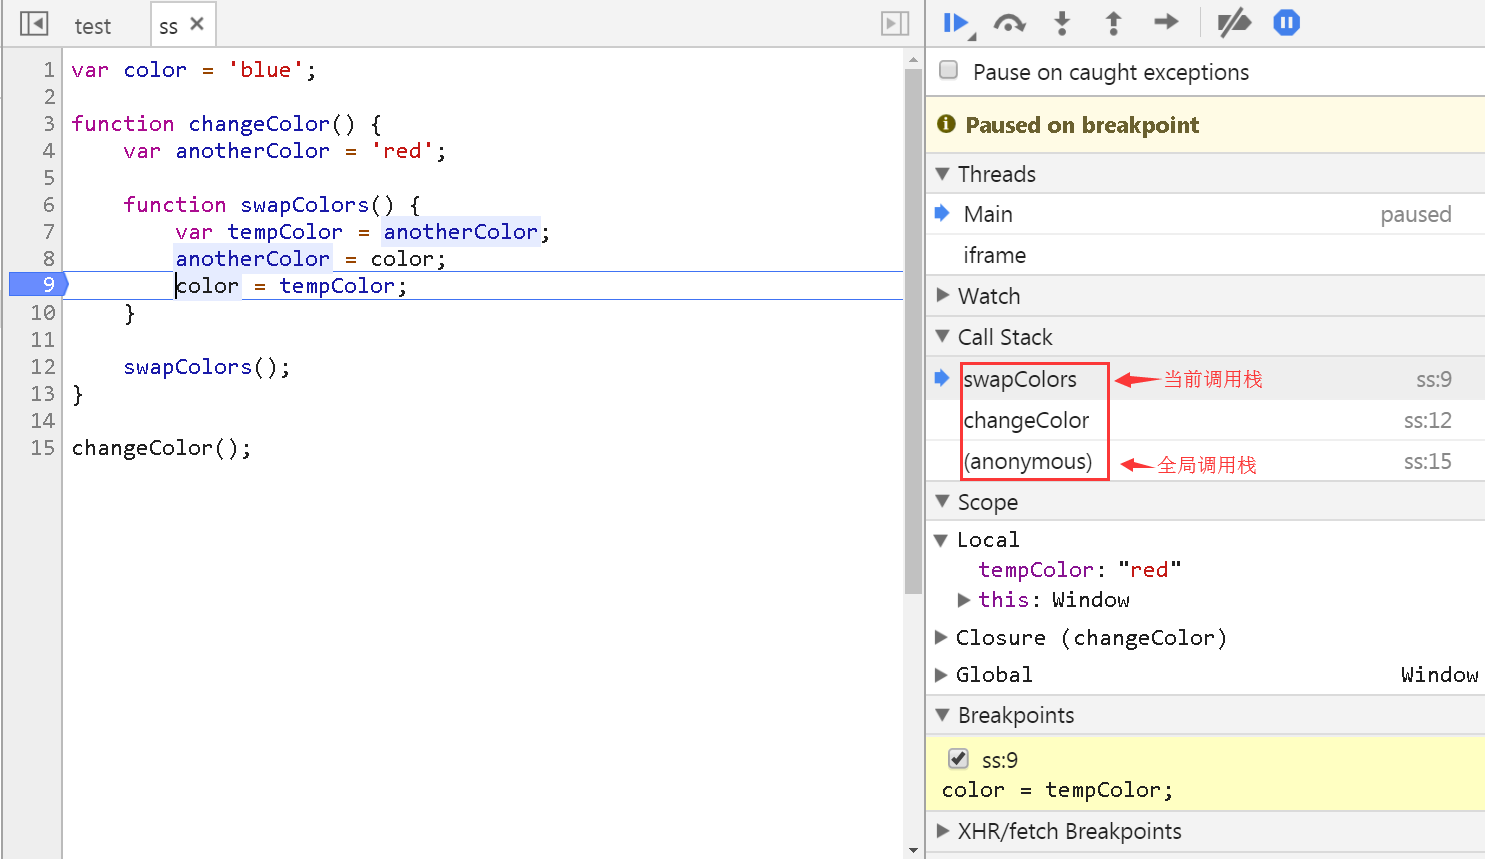 test
ss ✕
1 var color = 'blue';
2
3 function changeColor() {
4     var anotherColor = 'red';
5
6     function swapColors() {
7         var tempColor = anotherColor;
8         anotherColor = color;
9         color = tempColor;
10     }
11
12     swapColors();
13 }
14
15 changeColor();
Pause on caught exceptions
Paused on breakpoint
Threads
Main paused
iframe
Watch
Call Stack
swapColors 当前调用栈 ss:9
changeColor ss:12
(anonymous) 全局调用栈 ss:15
Scope
Local
tempColor: "red"
this: Window
Closure (changeColor)
Global Window
Breakpoints
ss:9
color = tempColor;
XHR/fetch Breakpoints